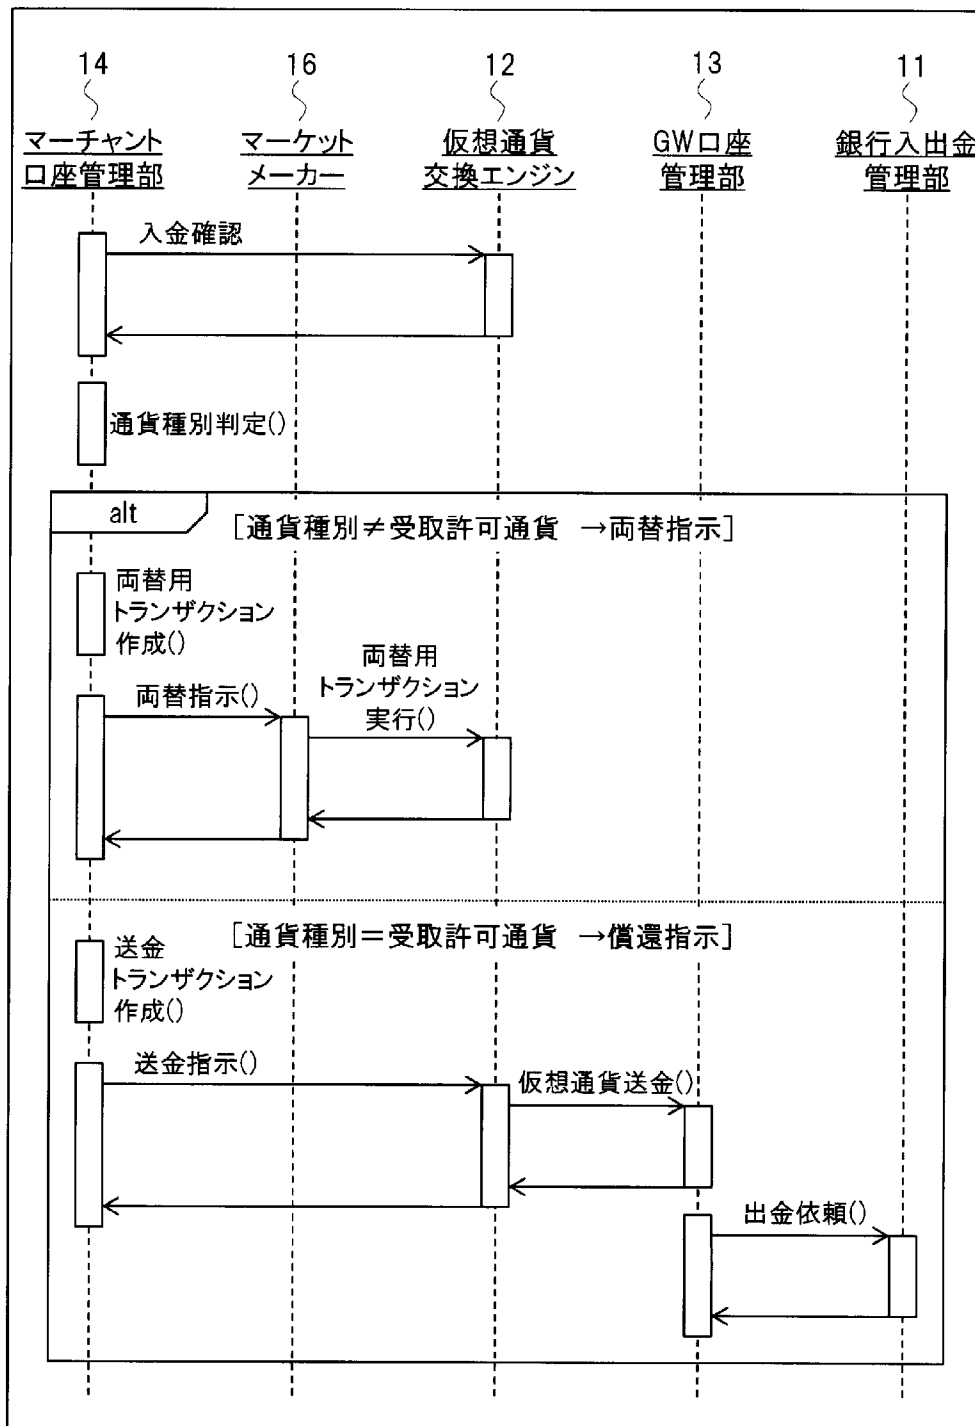 14
16
12
13
11
マーチャント
口座管理部
マーケット
メーカー
仮想通貨
交換エンジン
GW口座
管理部
銀行入出金
管理部
入金確認
通貨種別判定()
alt
[通貨種別≠受取許可通貨 →両替指示]
両替用
トランザクション
作成()
両替指示()
両替用
トランザクション
実行()
[通貨種別=受取許可通貨 →償還指示]
送金
トランザクション
作成()
送金指示()
仮想通貨送金()
出金依頼()